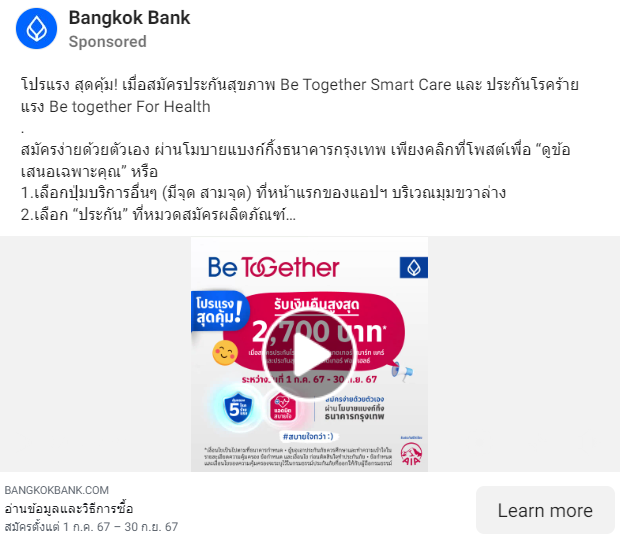 Bangkok Bank
Sponsored
โปรแรง สุดคุ้ม! เมื่อสมัครประกันสุขภาพ Be Together Smart Care และ ประกันโรคร้าย
แรง Be together For Health
.
สมัครง่ายด้วยตัวเอง ผ่านโมบายแบงก์กิ้งธนาคารกรุงเทพ เพียงคลิกที่โพสต์เพื่อ “ดูข้อ
เสนอเฉพาะคุณ” หรือ
1.เลือกปุ่มบริการอื่นๆ (มีจุด สามจุด) ที่หน้าแรกของแอปฯ บริเวณมุมขวาล่าง
2.เลือก “ประกัน” ที่หมวดสมัครผลิตภัณฑ์...
Be ToGether
โปรแรง
สุดคุ้ม!
รับเงินคืนสูงสุด
2,700 บาท*
ระหว่างวันที่ 1 ก.ค. 67 - 30 ก.ย. 67
สมัครง่ายด้วยตัวเอง
ผ่านโมบายแบงก์กิ้ง
ธนาคารกรุงเทพ
#สบายใจกว่า :)
AIA
BANGKOKBANK.COM
อ่านข้อมูลและวิธีการซื้อ
สมัครตั้งแต่ 1 ก.ค. 67 – 30 ก.ย. 67
Learn more